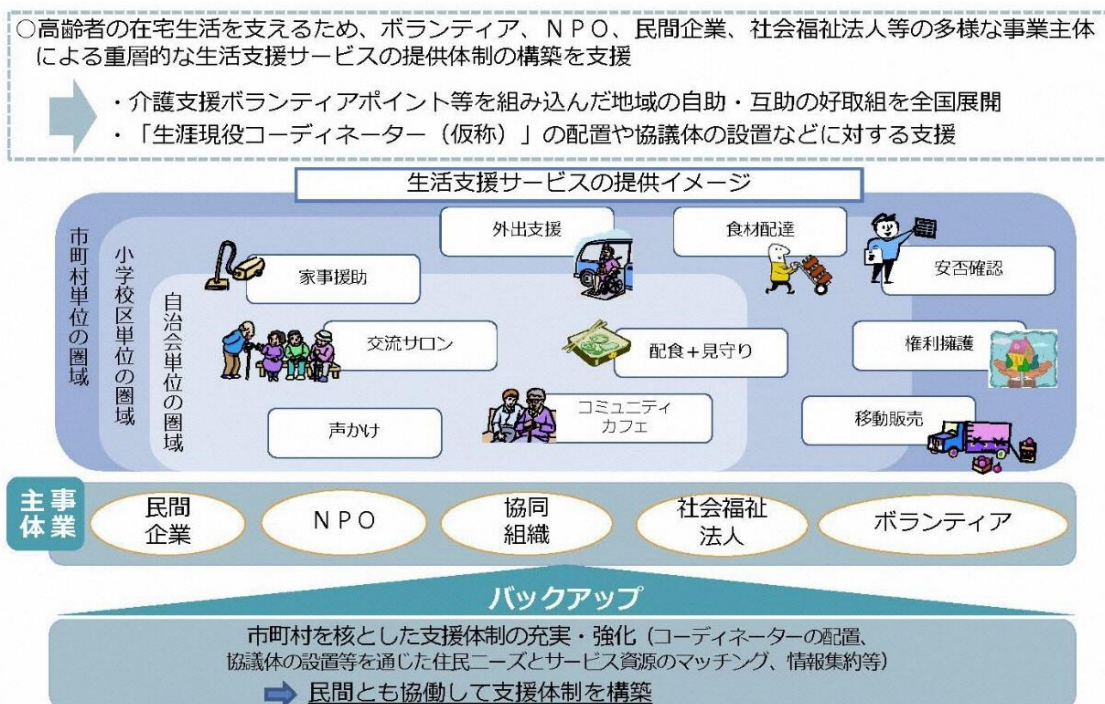 ○高齢者の在宅生活を支えるため、ボランティア、NPO、民間企業、社会福祉法人等の多様な事業主体
による重層的な生活支援サービスの提供体制の構築を支援
・介護支援ボランティアポイント等を組み込んだ地域の自助・互助の好取組を全国展開
・「生涯現役コーディネーター（仮称）」の配置や協議体の設置などに対する支援
生活支援サービスの提供イメージ
市町村単位の圏域
小学校区単位の圏域
自治会単位の圏域
外出支援
食材配達
家事援助
安否確認
交流サロン
配食＋見守り
権利擁護
声かけ
コミュニティ
カフェ
移動販売
事業
主体
民間
企業
NPO
協同
組織
社会福祉
法人
ボランティア
バックアップ
市町村を核とした支援体制の充実・強化（コーディネーターの配置、
協議体の設置等を通じた住民ニーズとサービス資源のマッチング、情報集約等）
民間とも協働して支援体制を構築